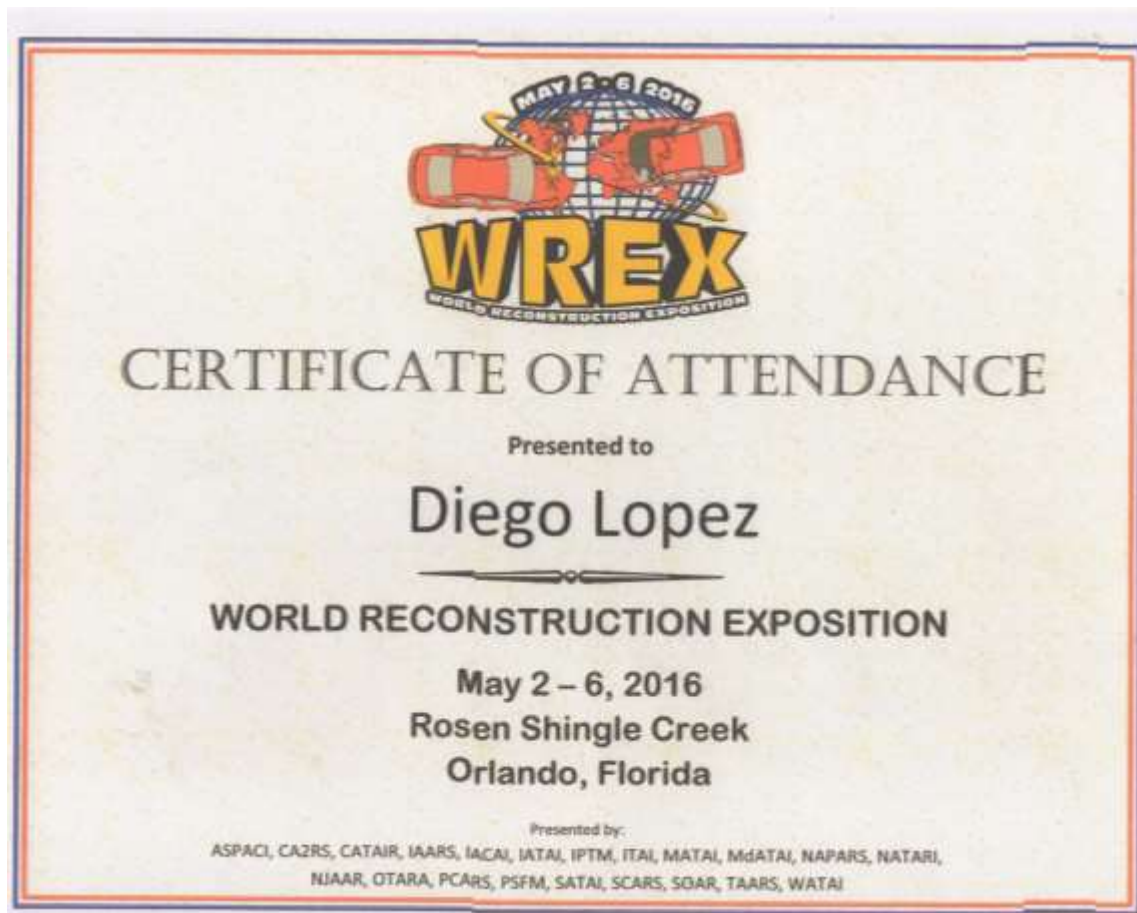 MAY 2 - 6 2016
WREX
WORLD RECONSTRUCTION EXPOSITION
CERTIFICATE OF ATTENDANCE
Presented to
Diego Lopez
WORLD RECONSTRUCTION EXPOSITION
May 2 – 6, 2016
Rosen Shingle Creek
Orlando, Florida
Presented by:
ASPACI, CA2RS, CATAIR, IAARS, IACAI, IATAI, IPTM, ITAI, MATAI, MdATAI, NAPARS, NATARI,
NJAAR, OTARA, PCARS, PSFM, SATAI, SCARS, SOAR, TAARS, WATAI